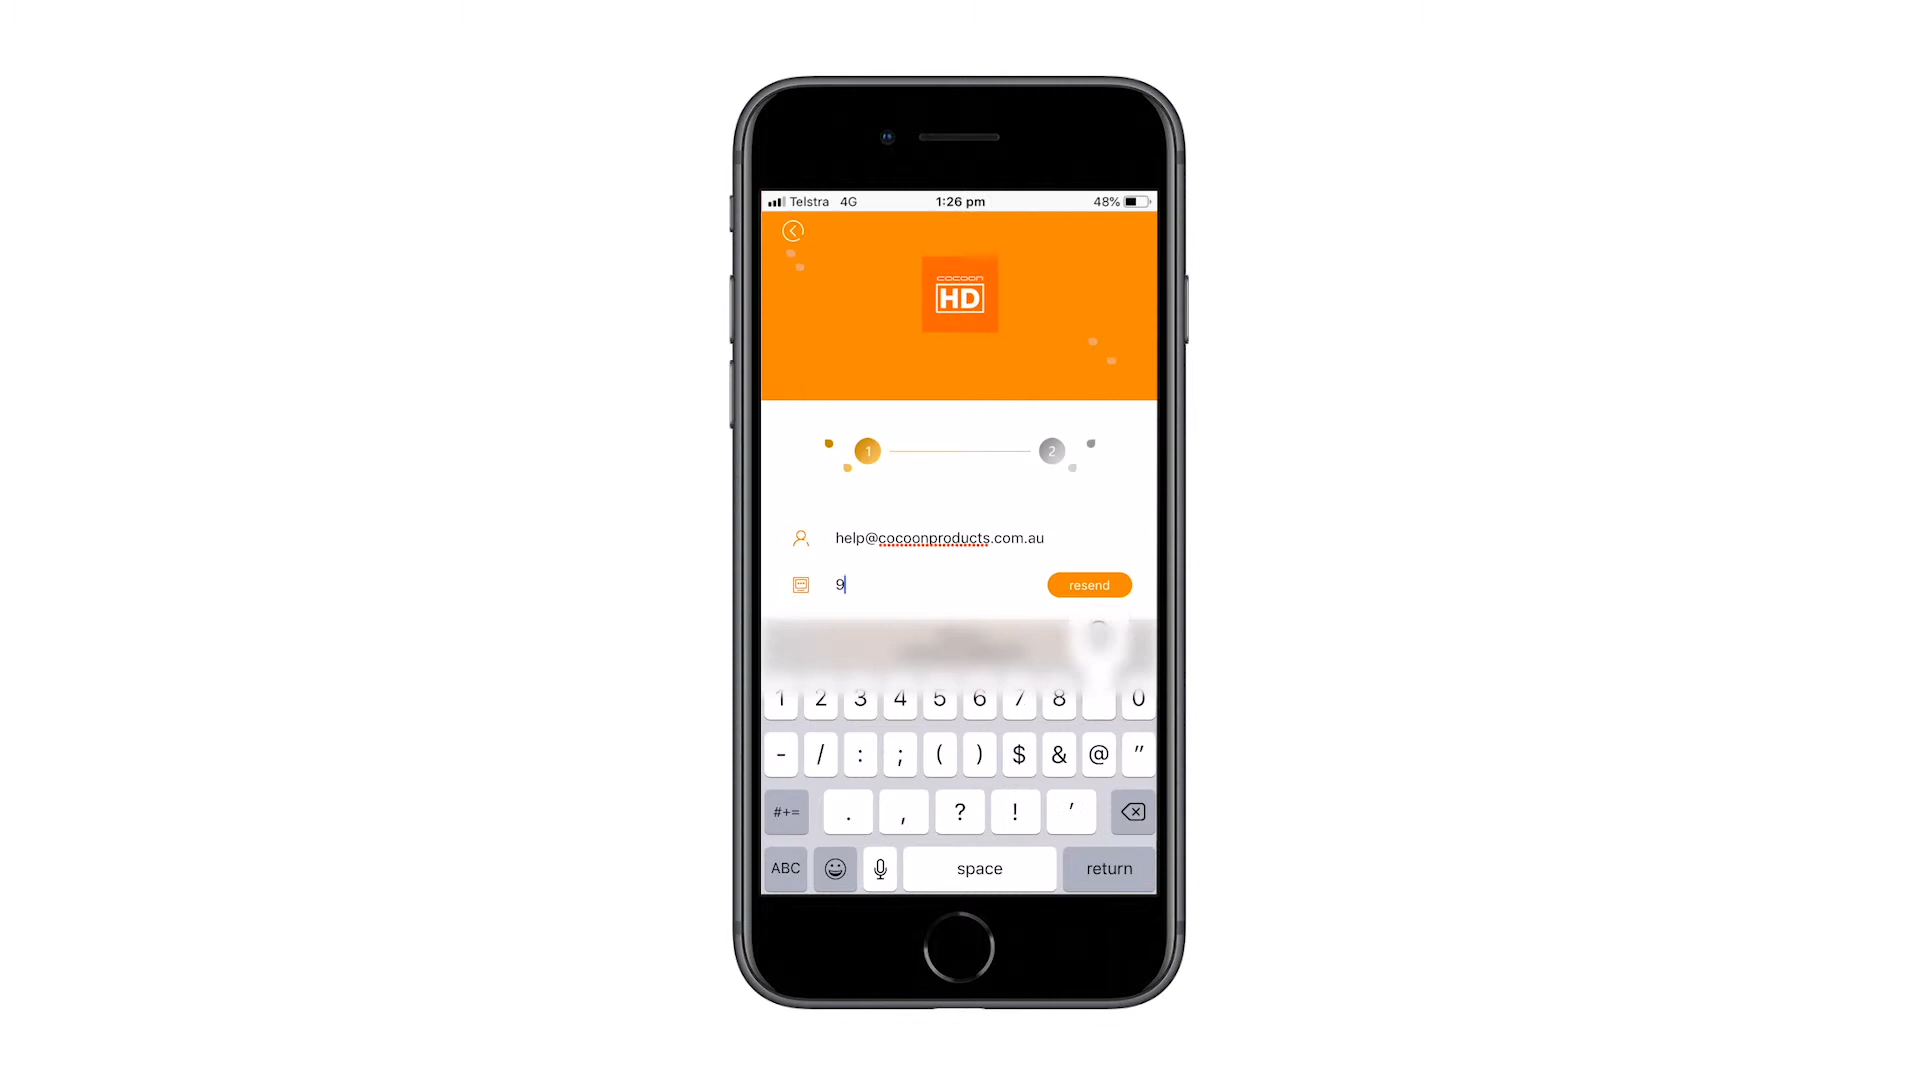 Telstra 4G 1:26 pm 48%
cocoon
HD
1 2
help@cocoonproducts.com.au
9 resend
1 2 3 4 5 6 7 8 0
- / : ; ( ) $ & @ "
#+= . , ? ! '
ABC space return